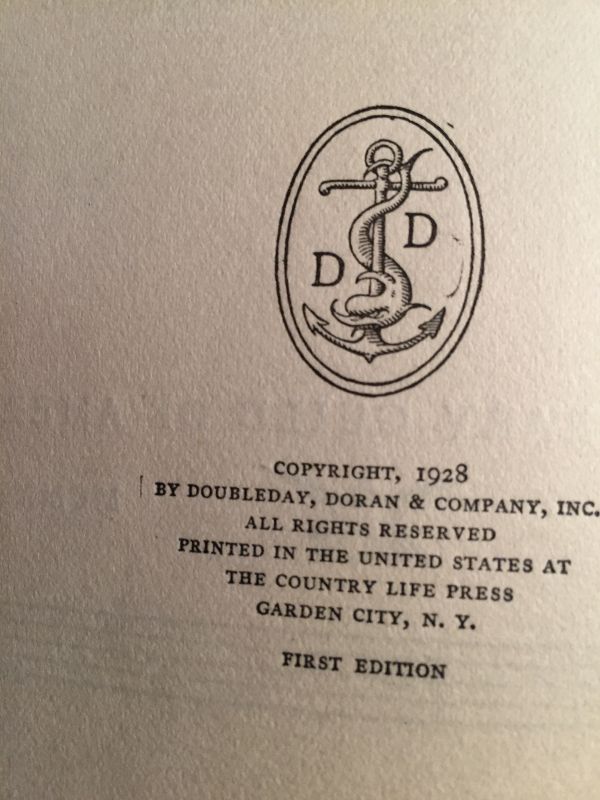 D
D
COPYRIGHT, 1928
BY DOUBLEDAY, DORAN & COMPANY, INC.
ALL RIGHTS RESERVED
PRINTED IN THE UNITED STATES AT
THE COUNTRY LIFE PRESS
GARDEN CITY, N. Y.
FIRST EDITION